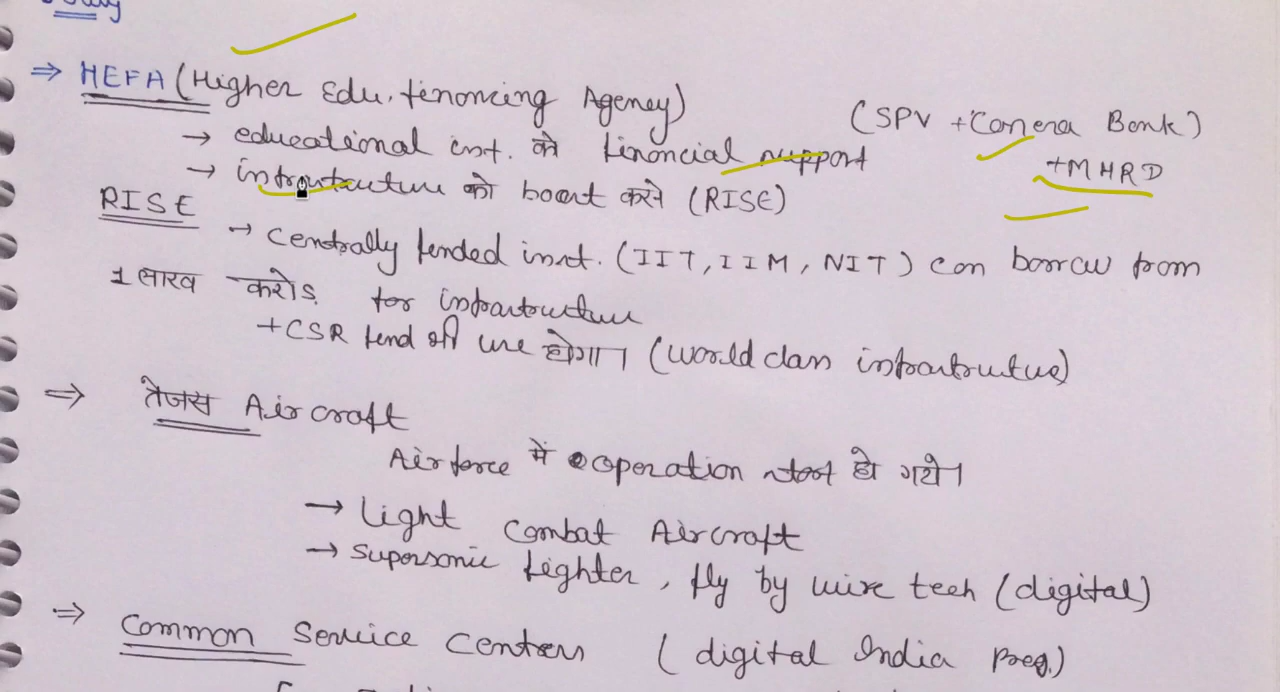 ⇒ HEFA (Higher Edu. financing Agency)
(SPV + Canera Bank)
+ MHRD
→ educational inst. को financial support
→ infrastructure को boost करने (RISE)
RISE
→ Centrally funded inst. (IIT, IIM, NIT) can borrow from
1 लाख करोड़ for infrastructure
+ CSR fund भी use होगा। (World class infrastructure)
⇒ तेजस Aircraft
Airforce में operation start हो गये।
→ Light Combat Aircraft
→ Supersonic fighter, fly by wire tech (digital)
⇒ Common Service Centers (digital India prog.)